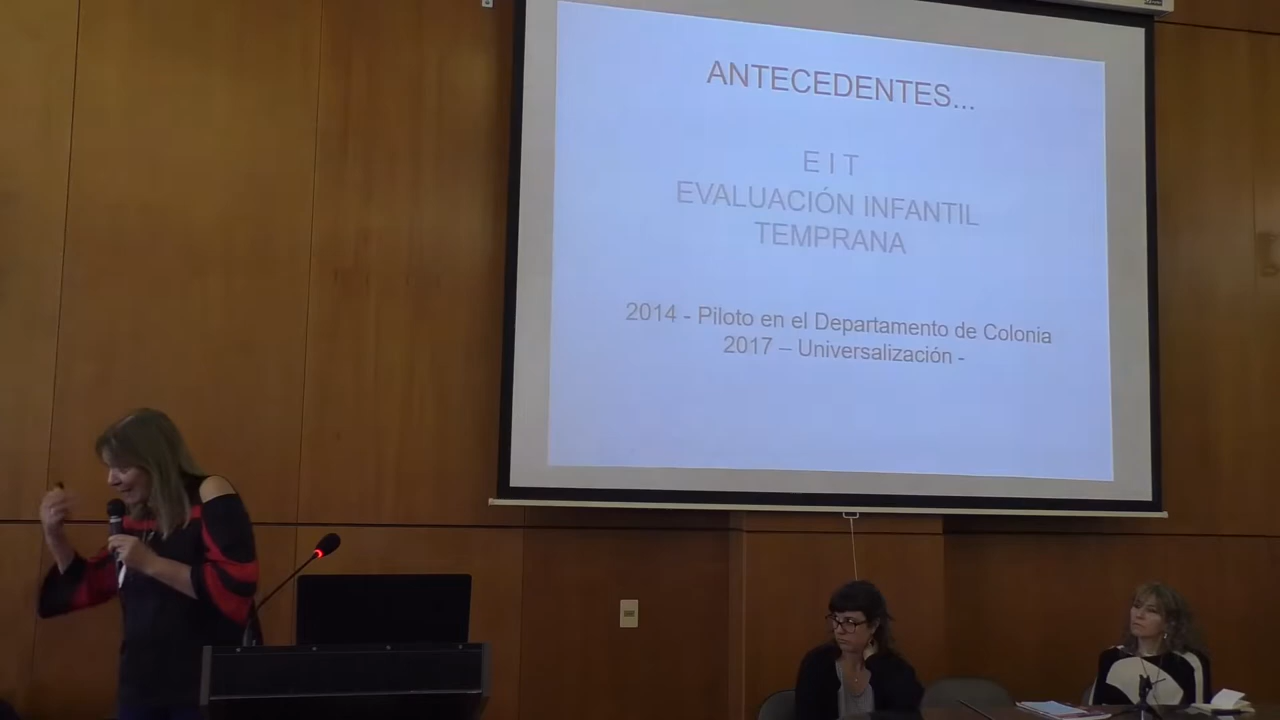 ANTECEDENTES...
E I T
EVALUACIÓN INFANTIL
TEMPRANA
2014 - Piloto en el Departamento de Colonia
2017 – Universalización -